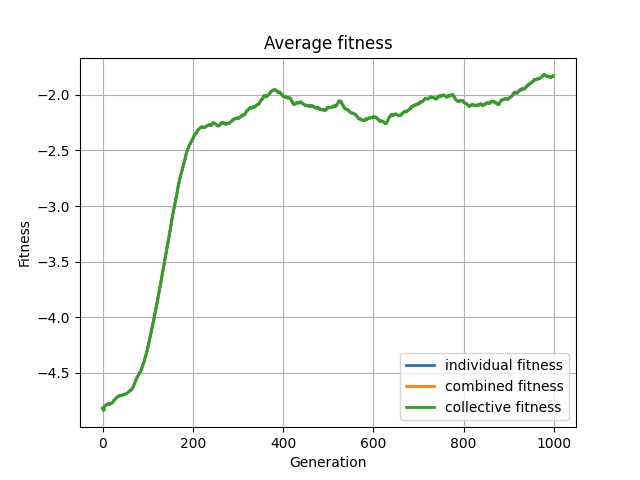 Average fitness
Fitness
−2.0
−2.5
−3.0
−3.5
−4.0
−4.5
individual fitness
combined fitness
collective fitness
0 200 400 600 800 1000
Generation